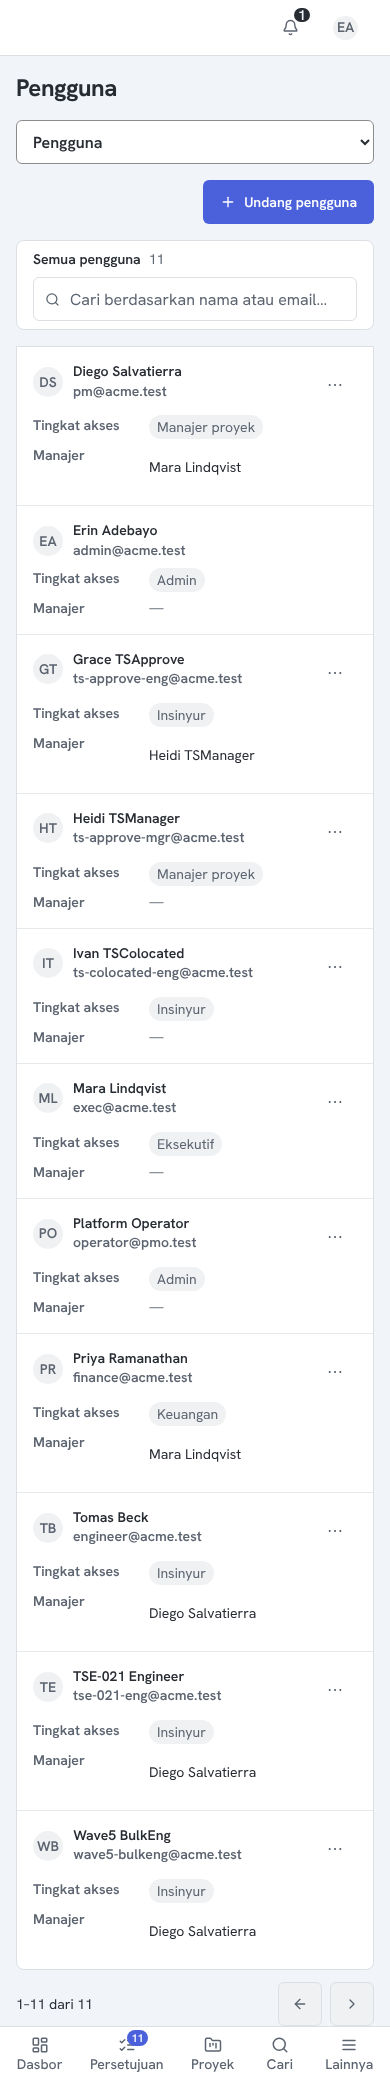 1
EA
Pengguna
Pengguna
Undang pengguna
Semua pengguna 11
Cari berdasarkan nama atau email...
DS
Diego Salvatierra
pm@acme.test
...
Tingkat akses Manajer proyek
Manajer
Mara Lindqvist
EA
Erin Adebayo
admin@acme.test
Tingkat akses Admin
Manajer —
GT
Grace TSApprove
ts-approve-eng@acme.test
...
Tingkat akses Insinyur
Manajer
Heidi TSManager
HT
Heidi TSManager
ts-approve-mgr@acme.test
...
Tingkat akses Manajer proyek
Manajer —
IT
Ivan TSColocated
ts-colocated-eng@acme.test
...
Tingkat akses Insinyur
Manajer —
ML
Mara Lindqvist
exec@acme.test
...
Tingkat akses Eksekutif
Manajer —
PO
Platform Operator
operator@pmo.test
...
Tingkat akses Admin
Manajer —
PR
Priya Ramanathan
finance@acme.test
...
Tingkat akses Keuangan
Manajer
Mara Lindqvist
TB
Tomas Beck
engineer@acme.test
...
Tingkat akses Insinyur
Manajer
Diego Salvatierra
TE
TSE-021 Engineer
tse-021-eng@acme.test
...
Tingkat akses Insinyur
Manajer
Diego Salvatierra
WB
Wave5 BulkEng
wave5-bulkeng@acme.test
...
Tingkat akses Insinyur
Manajer
Diego Salvatierra
1–11 dari 11
11
Dasbor Persetujuan Proyek Cari Lainnya